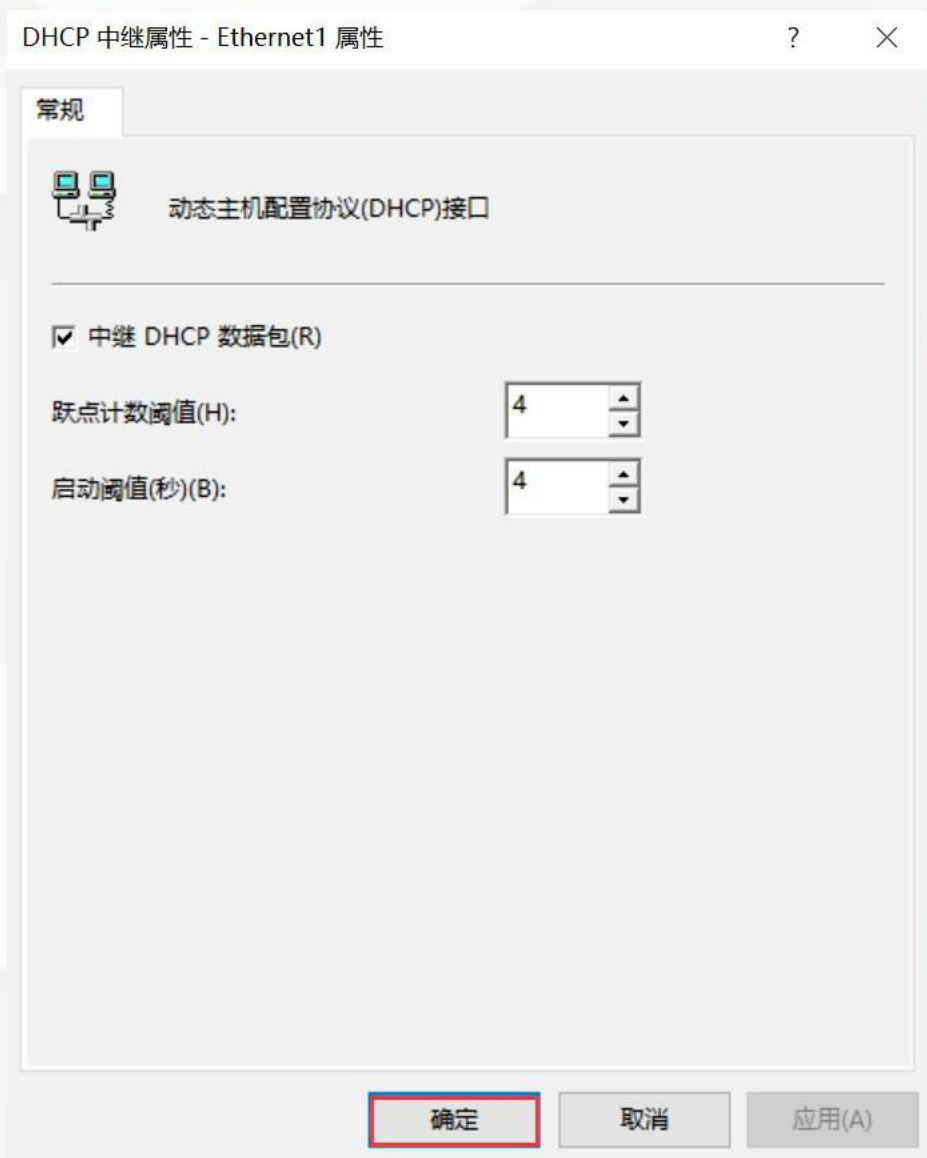 DHCP 中继属性 - Ethernet1 属性
?
常规
动态主机配置协议(DHCP)接口
中继 DHCP 数据包(R)
跃点计数阈值(H):
4
启动阈值(秒)(B):
4
确定
取消
应用(A)